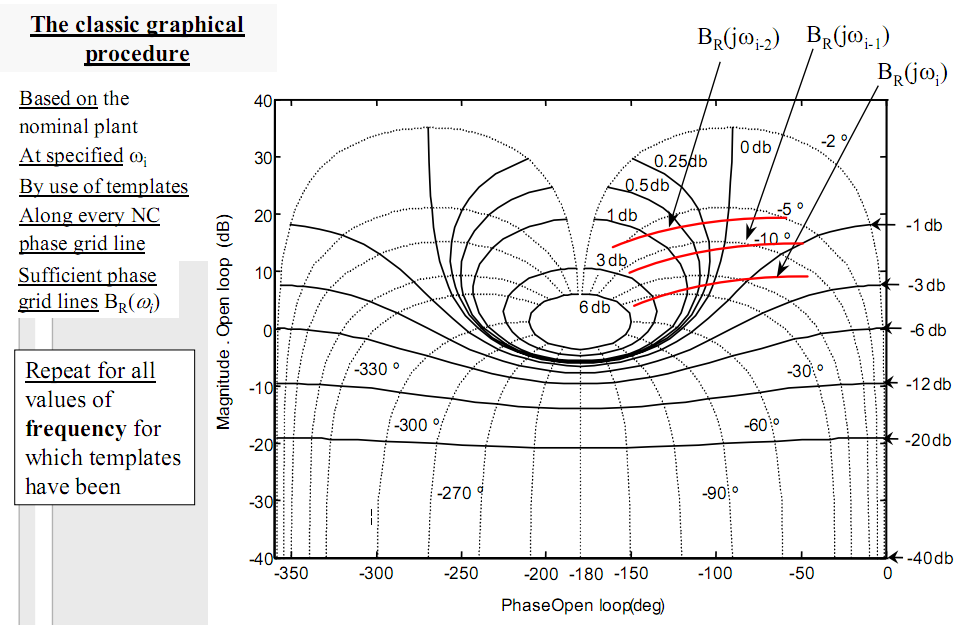 The classic graphical
procedure
Based on the
nominal plant
At specified ωi
By use of templates
Along every NC
phase grid line
Sufficient phase
grid lines BR(ωi)
Repeat for all
values of
frequency for
which templates
have been
BR(jωi-2)
BR(jωi-1)
BR(jωi)
40
30
20
10
0
-10
-20
-30
-40
Magnitude . Open loop (dB)
0.25db
0 db
-2 º
0.5db
1 db
-5 º
-10 º
3 db
6 db
-330 º
-30 º
-300 º
-60 º
-270 º
-90 º
-1 db
-3 db
-6 db
-12 db
-20db
-40db
-350 -300 -250 -200 -180 -150 -100 -50 0
PhaseOpen loop(deg)